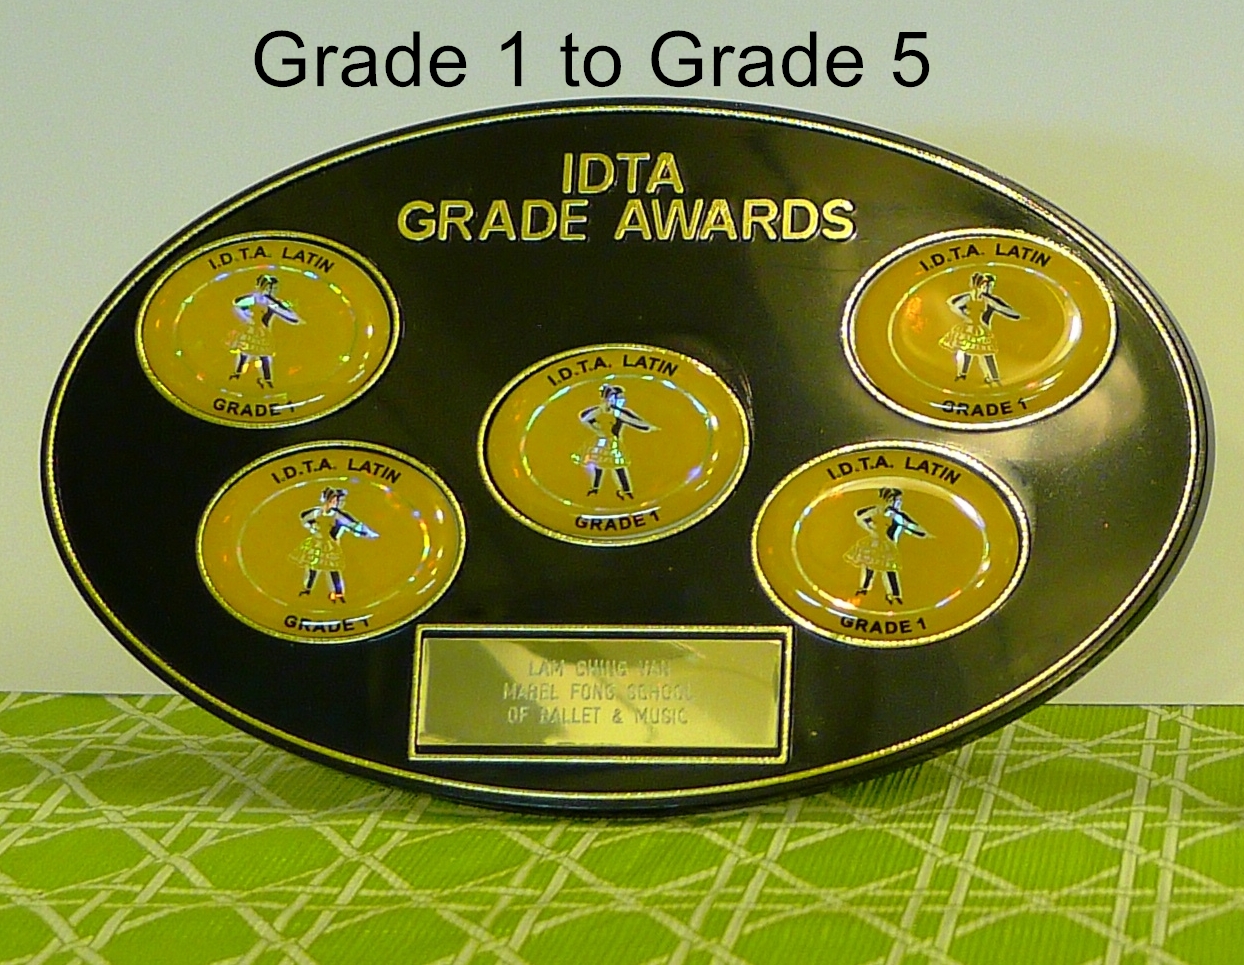 Grade 1 to Grade 5
IDTA
GRADE AWARDS
I.D.T.A. LATIN
GRADE 1
I.D.T.A. LATIN
GRADE 1
I.D.T.A. LATIN
GRADE 1
I.D.T.A. LATIN
GRADE 1
I.D.T.A. LATIN
GRADE 1
LAM CHING
MABEL FONG SCHOOL
OF BALLET & MUSIC